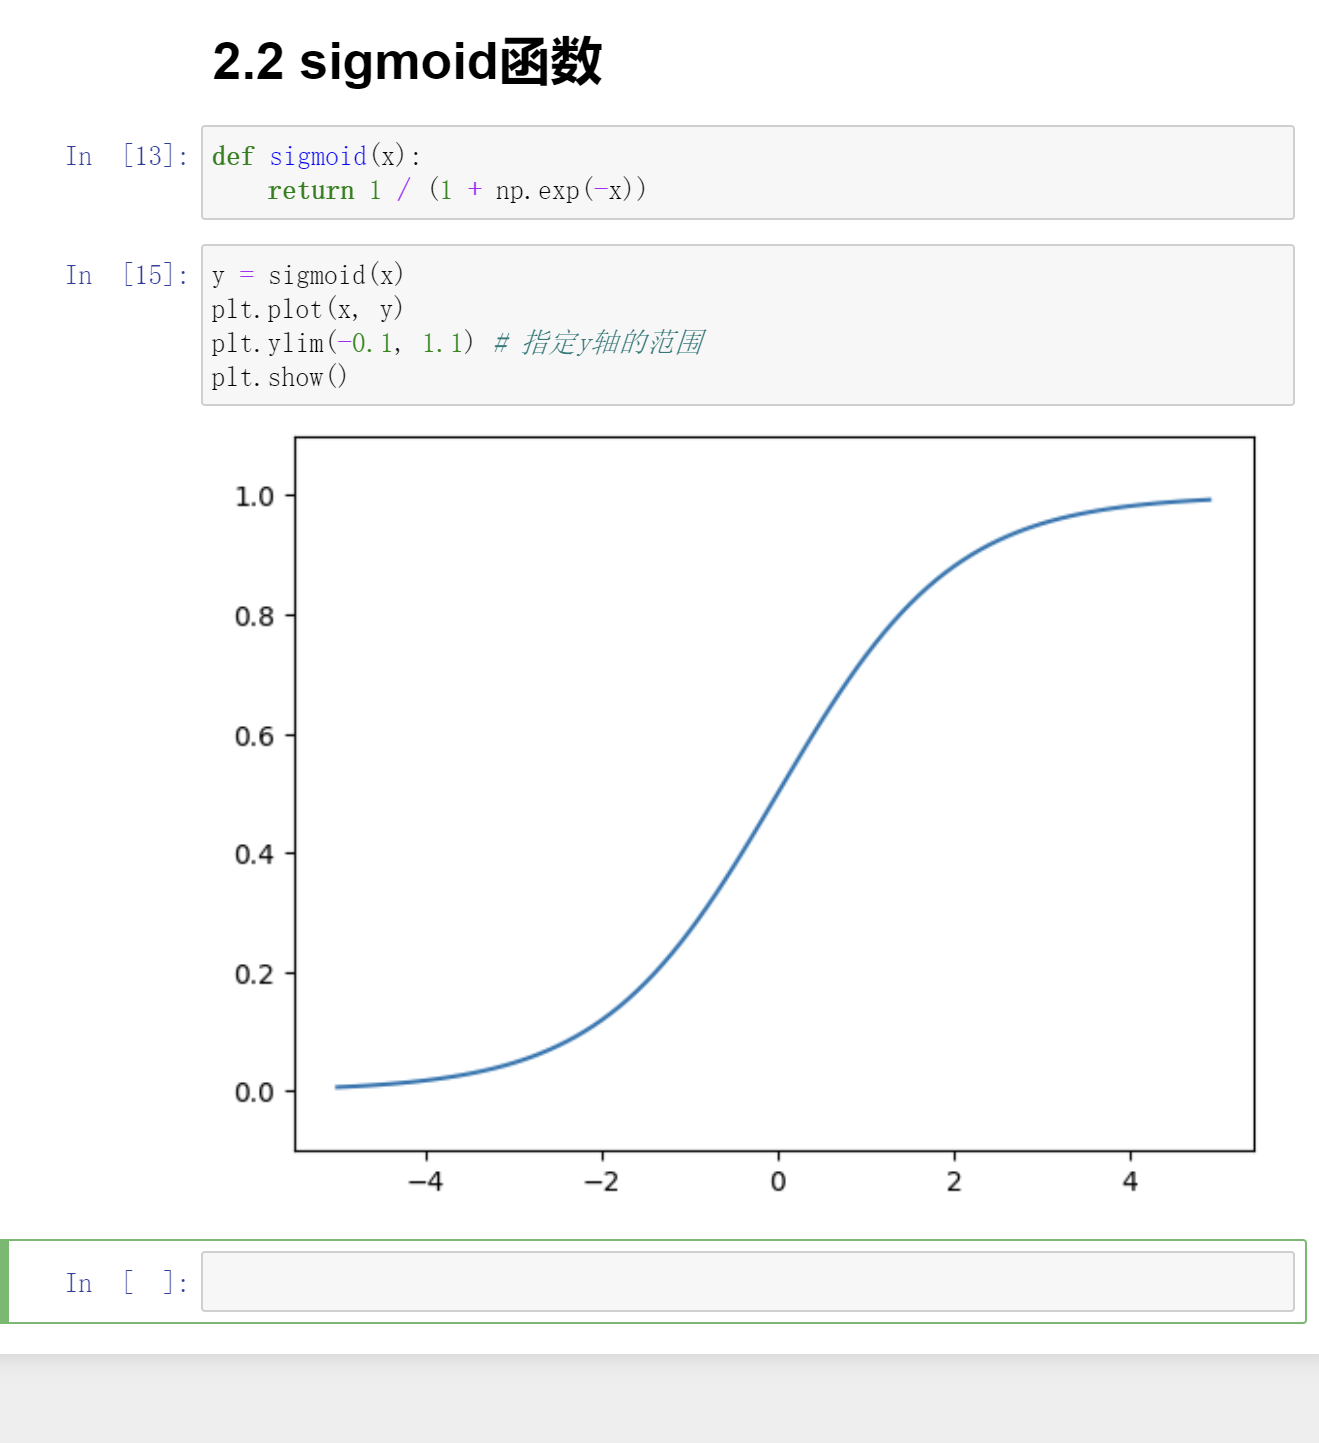 2.2 sigmoid函数
In [13]:
def sigmoid(x):
    return 1 / (1 + np.exp(-x))
In [15]:
y = sigmoid(x)
plt.plot(x, y)
plt.ylim(-0.1, 1.1) # 指定y轴的范围
plt.show()
1.0
0.8
0.6
0.4
0.2
0.0
−4 −2 0 2 4
In [ ]: